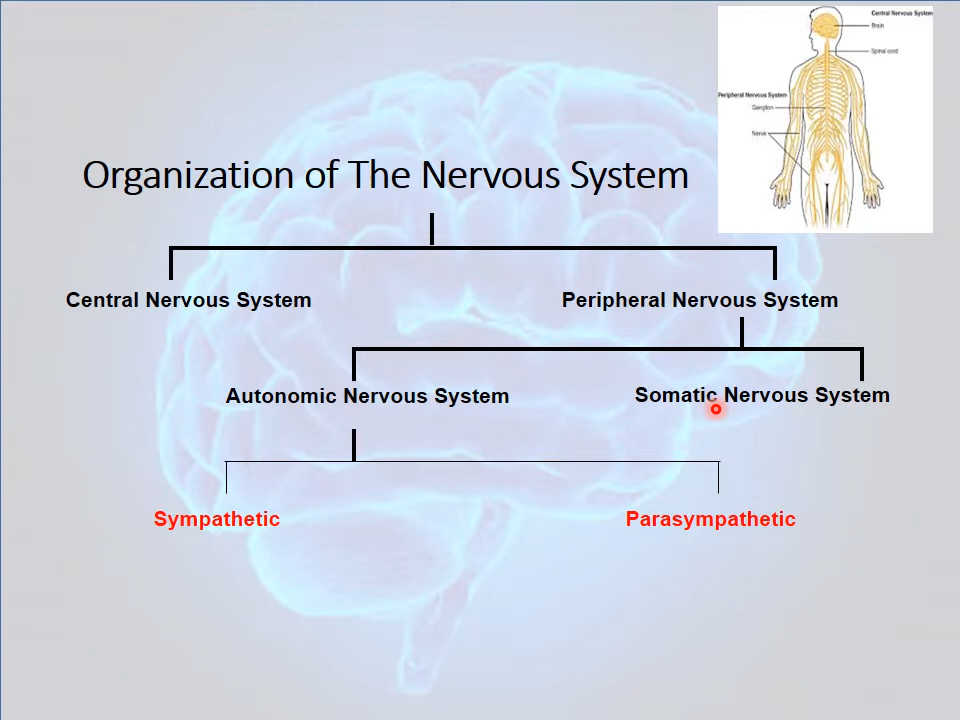 Central Nervous System
Brain
Spinal cord
Peripheral Nervous System
Ganglion
Nerve
Organization of The Nervous System
Central Nervous System
Peripheral Nervous System
Autonomic Nervous System
Somatic Nervous System
Sympathetic
Parasympathetic